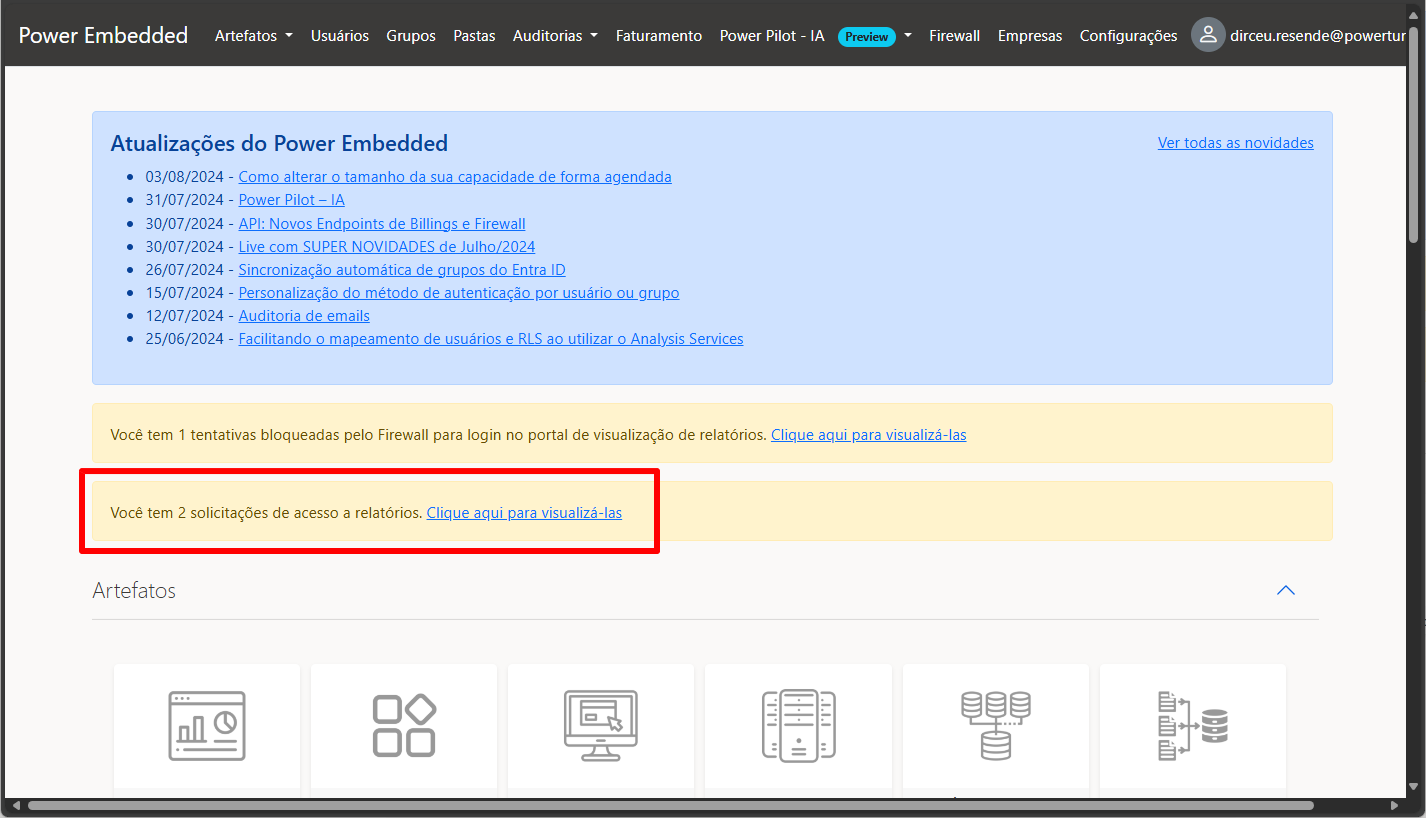 Power Embedded Artefatos Usuários Grupos Pastas Auditorias Faturamento Power Pilot - IA Preview Firewall Empresas Configurações dirceu.resende@powertur
Atualizações do Power Embedded Ver todas as novidades
03/08/2024 - Como alterar o tamanho da sua capacidade de forma agendada
31/07/2024 - Power Pilot – IA
30/07/2024 - API: Novos Endpoints de Billings e Firewall
30/07/2024 - Live com SUPER NOVIDADES de Julho/2024
26/07/2024 - Sincronização automática de grupos do Entra ID
15/07/2024 - Personalização do método de autenticação por usuário ou grupo
12/07/2024 - Auditoria de emails
25/06/2024 - Facilitando o mapeamento de usuários e RLS ao utilizar o Analysis Services
Você tem 1 tentativas bloqueadas pelo Firewall para login no portal de visualização de relatórios. Clique aqui para visualizá-las
Você tem 2 solicitações de acesso a relatórios. Clique aqui para visualizá-las
Artefatos